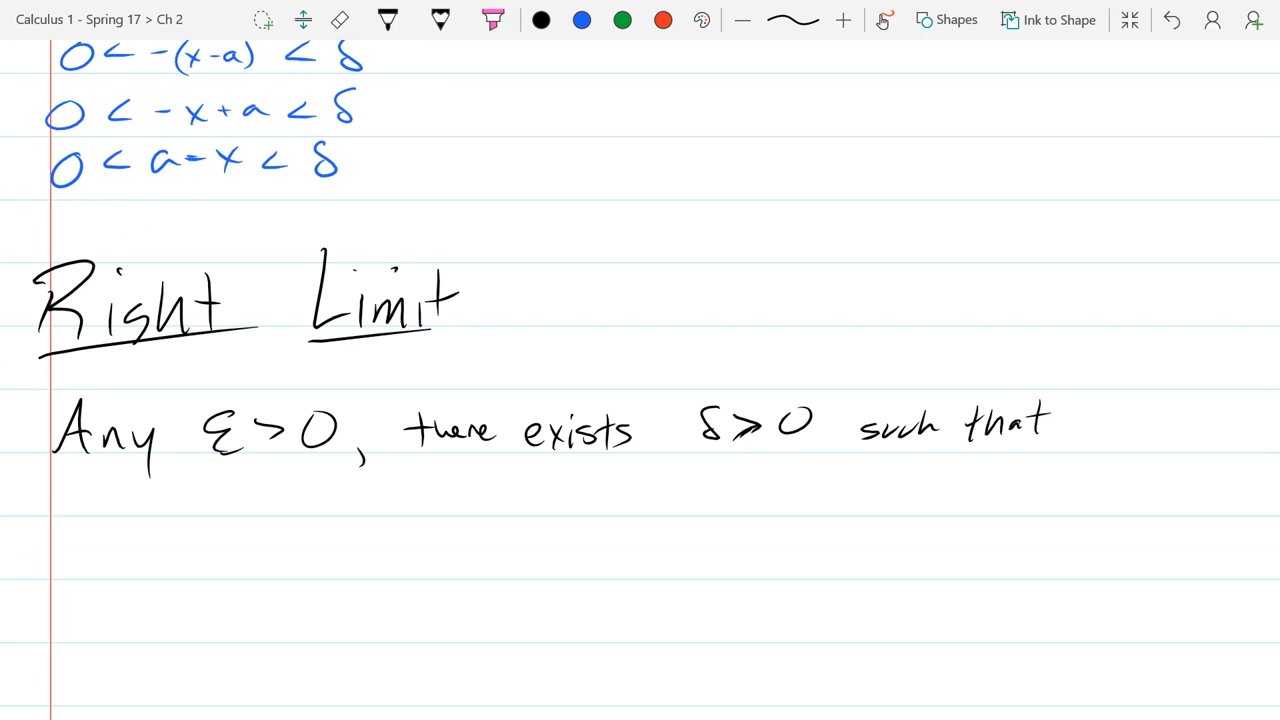 Calculus 1 - Spring 17 > Ch 2
Shapes
Ink to Shape
0 < -(x-a) < δ
0 < -x+a < δ
0 < a-x < δ
Right Limit
Any ε>0, there exists δ>0 such that